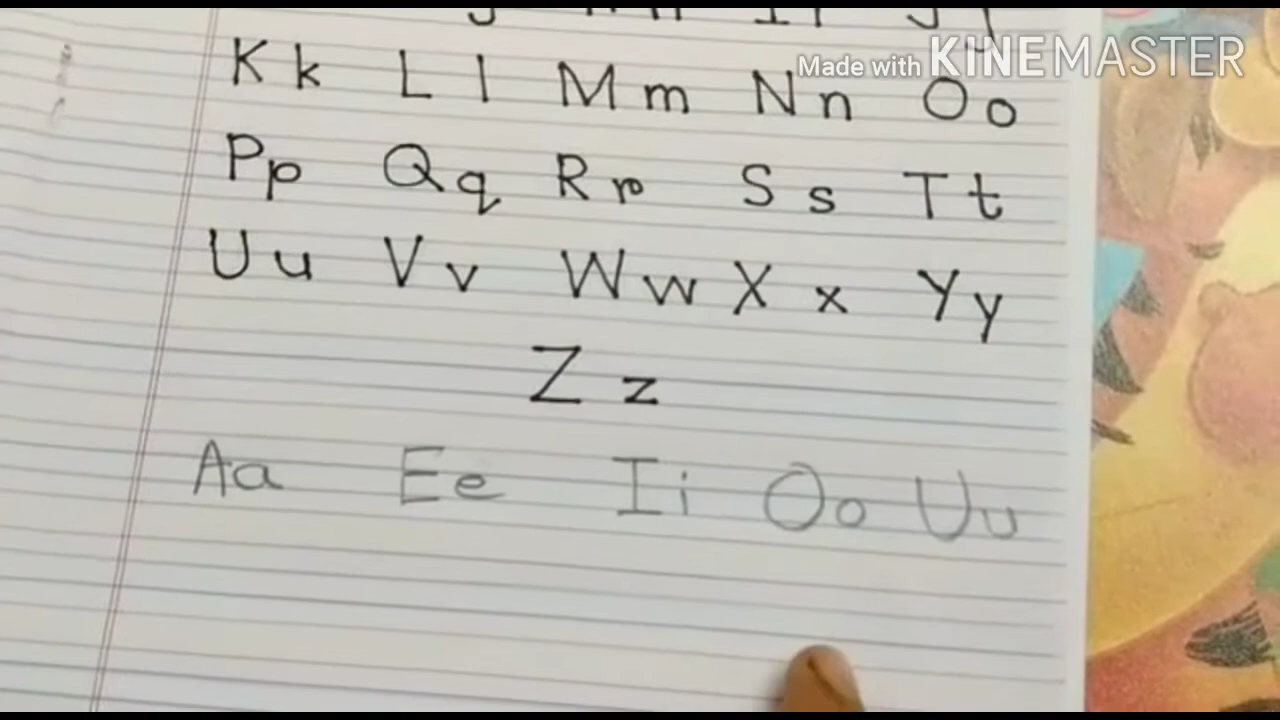 Made with KINEMASTER
Kk Ll Mm Nn Oo
Pp Qq Rr Ss Tt
Uu Vv Ww Xx Yy
Zz
Aa Ee Ii Oo Uu